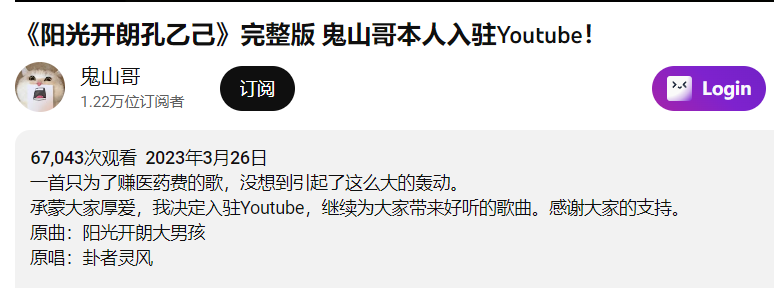 《阳光开朗孔乙己》完整版 鬼山哥本人入驻Youtube！
鬼山哥
1.22万位订阅者
订阅
Login
67,043次观看 2023年3月26日
一首只为了赚医药费的歌，没想到引起了这么大的轰动。
承蒙大家厚爱，我决定入驻Youtube，继续为大家带来好听的歌曲。感谢大家的支持。
原曲：阳光开朗大男孩
原唱：卦者灵风